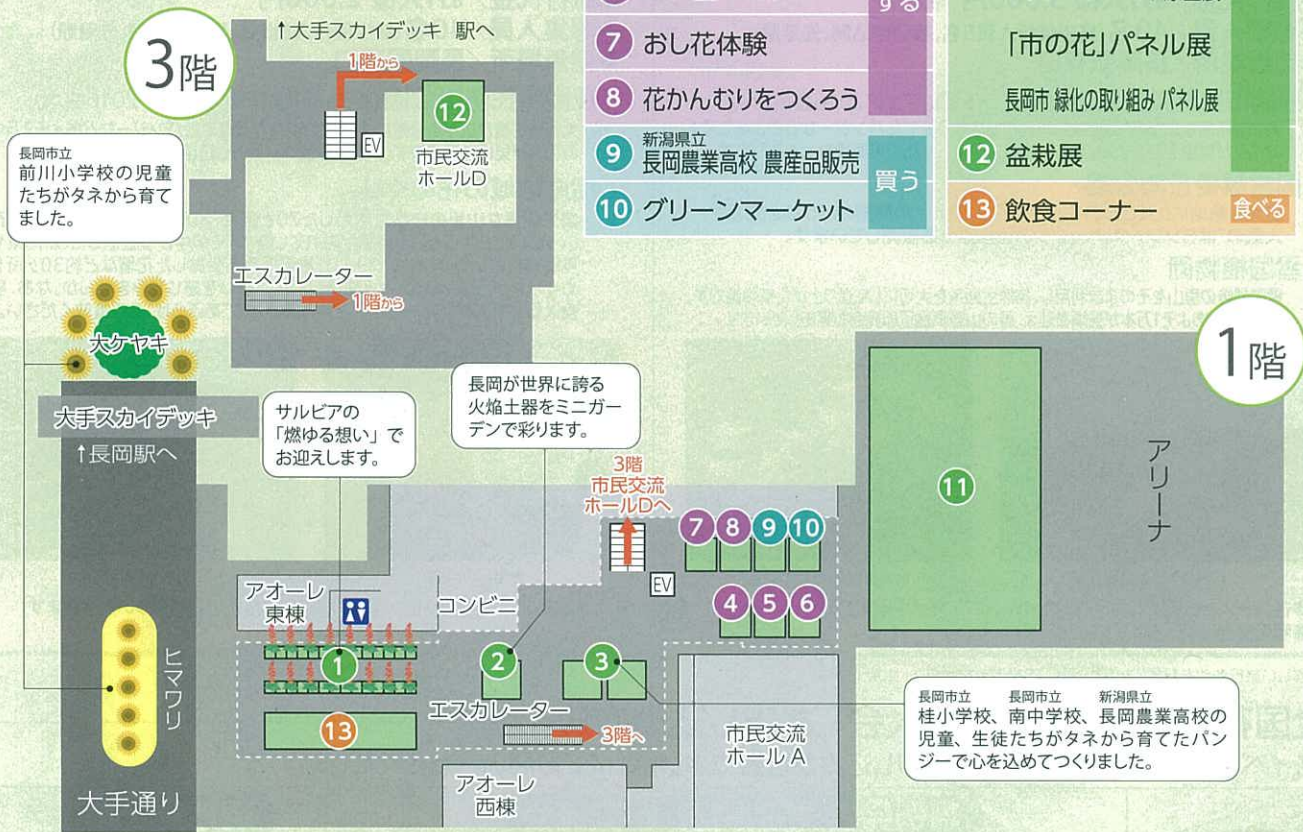 3階
↑大手スカイデッキ 駅へ
1階から
EV
12
市民交流
ホールD
エスカレーター
1階から
長岡市立
前川小学校の児童
たちがタネから育て
ました。
する
7 おし花体験
8 花かんむりをつくろう
9 新潟県立
長岡農業高校 農産品販売
10 グリーンマーケット
買う
「市の花」パネル展
長岡市 緑化の取り組み パネル展
12 盆栽展
13 飲食コーナー
食べる
大ケヤキ
大手スカイデッキ
↑長岡駅へ
ヒマワリ
大手通り
サルビアの
「燃ゆる想い」で
お迎えします。
長岡が世界に誇る
火焔土器をミニガー
デンで彩ります。
1階
アリーナ
11
3階
市民交流
ホールDへ
EV
7 8 9 10
4 5 6
アオーレ
東棟
コンビニ
1
2
3
13
エスカレーター
3階へ
アオーレ
西棟
市民交流
ホールA
長岡市立 長岡市立 新潟県立
桂小学校、南中学校、長岡農業高校の
児童、生徒たちがタネから育てたパン
ジーで心を込めてつくりました。